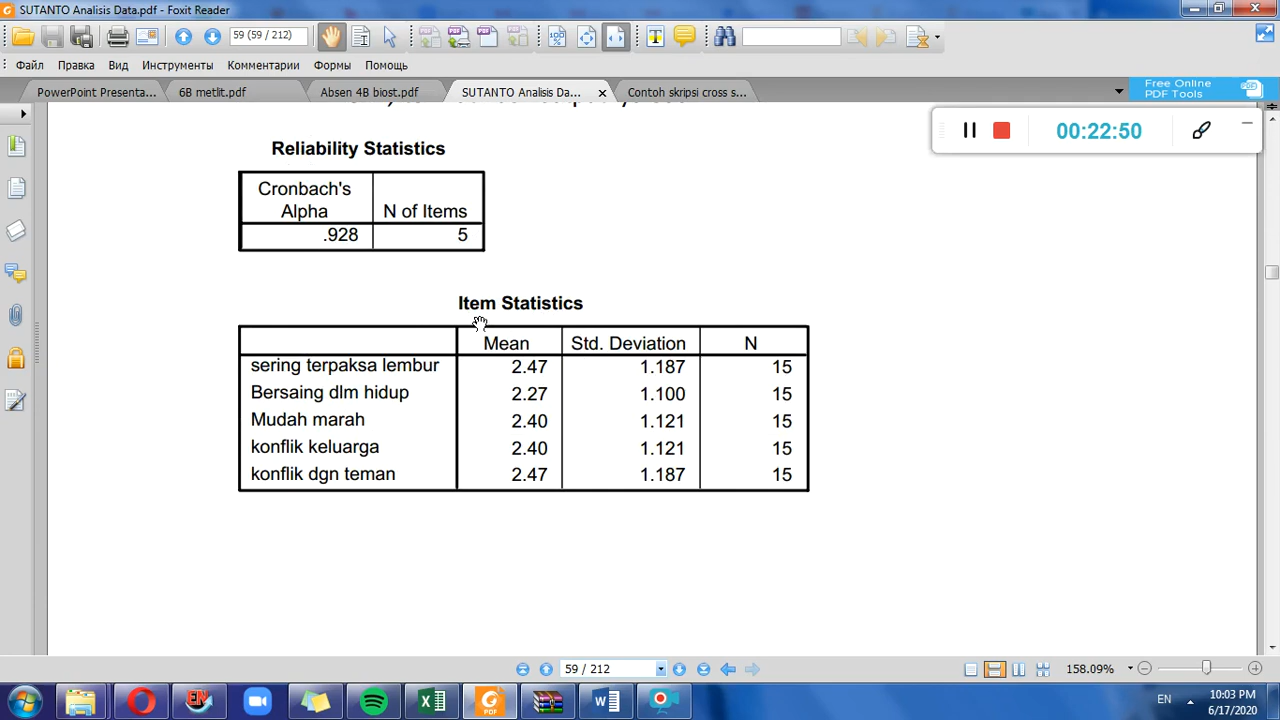 SUTANTO Analisis Data.pdf - Foxit Reader
59 (59 / 212)
Файл Правка Вид Инструменты Комментарии Формы Помощь
PowerPoint Presenta... 6B metlit.pdf Absen 4B biost.pdf SUTANTO Analisis Da... Contoh skripsi cross s...
Free Online
PDF Tools
00:22:50
Reliability Statistics
Cronbach's
Alpha N of Items
.928 5
Item Statistics
Mean Std. Deviation N
sering terpaksa lembur 2.47 1.187 15
Bersaing dlm hidup 2.27 1.100 15
Mudah marah 2.40 1.121 15
konflik keluarga 2.40 1.121 15
konflik dgn teman 2.47 1.187 15
59 / 212
158.09%
EN
10:03 PM
6/17/2020